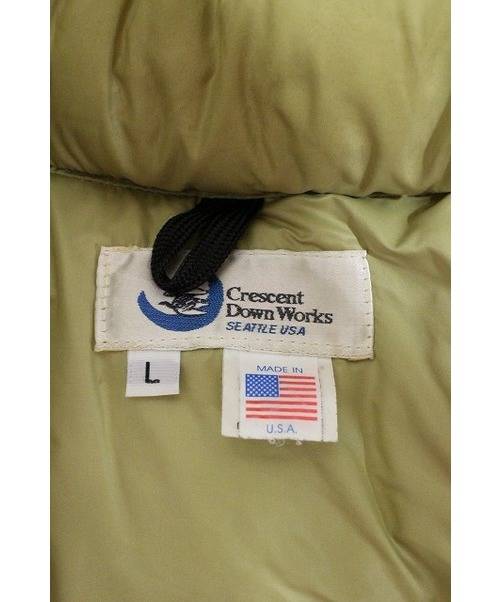 Crescent
Down Works
SEATTLE USA
L
MADE IN
U.S.A.